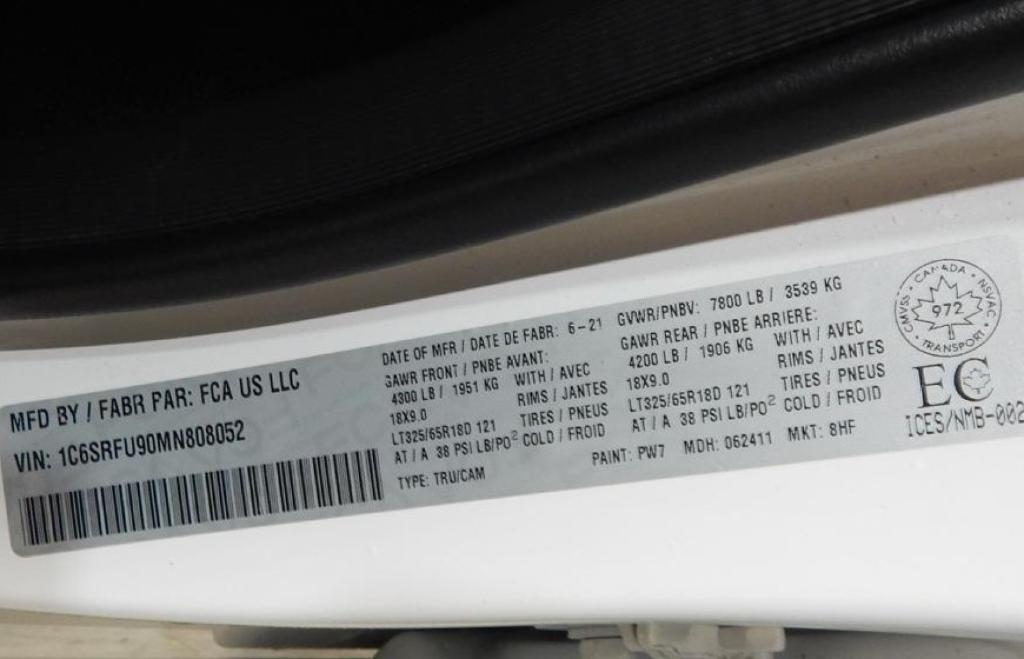 MFD BY / FABR PAR: FCA US LLC
VIN: 1C6SRFU90MN808052
DATE OF MFR / DATE DE FABR: 6-21
GAWR FRONT / PNBE AVANT:
4300 LB / 1951 KG WITH / AVEC
18X9.0 RIMS / JANTES
LT325/65R18D 121 TIRES / PNEUS
AT / A 38 PSI LB/PO² COLD / FROID
TYPE: TRU/CAM
GVWR/PNBV: 7800 LB / 3539 KG
GAWR REAR / PNBE ARRIERE:
4200 LB / 1906 KG WITH / AVEC
18X9.0 RIMS / JANTES
LT325/65R18D 121 TIRES / PNEUS
AT / A 38 PSI LB/PO² COLD / FROID
PAINT: PW7 MDH: 062411 MKT: 8HF
CMVSS · CANADA · NSVAC
972
· TRANSPORT ·
EC
ICES/NMB-002